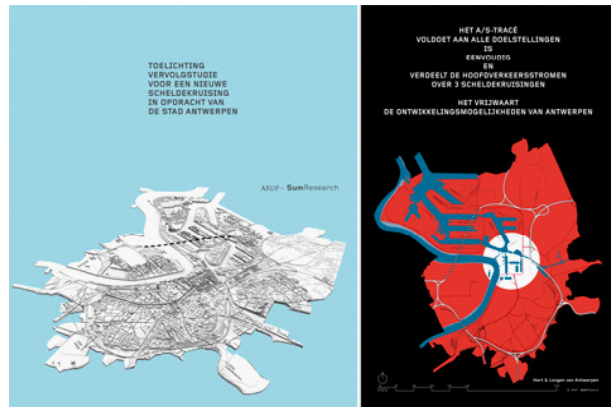 TOELICHTING
VERVOLGSTUDIE
VOOR EEN NIEUWE
SCHELDEKRUISING
IN OPDRACHT VAN
DE STAD ANTWERPEN
ARUP - SumResearch
HET A/S-TRACÉ
VOLDOET AAN ALLE DOELSTELLINGEN
IS
EENVOUDIG
EN
VERDEELT DE HOOFDVERKEERSSTROMEN
OVER 3 SCHELDEKRUISINGEN
HET VRIJWAART
DE ONTWIKKELINGSMOGELIJKHEDEN VAN ANTWERPEN
Hart & Longen van Antwerpen